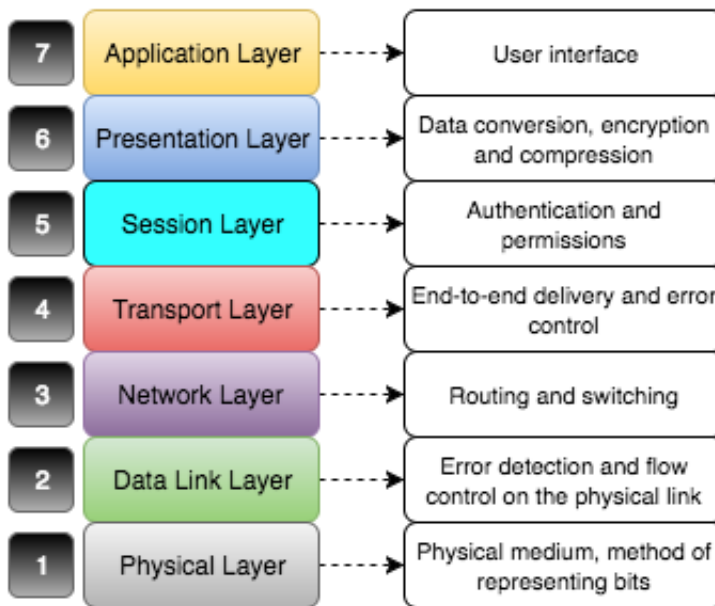 7
Application Layer
User interface
6
Presentation Layer
Data conversion, encryption
and compression
5
Session Layer
Authentication and
permissions
4
Transport Layer
End-to-end delivery and error
control
3
Network Layer
Routing and switching
2
Data Link Layer
Error detection and flow
control on the physical link
1
Physical Layer
Physical medium, method of
representing bits